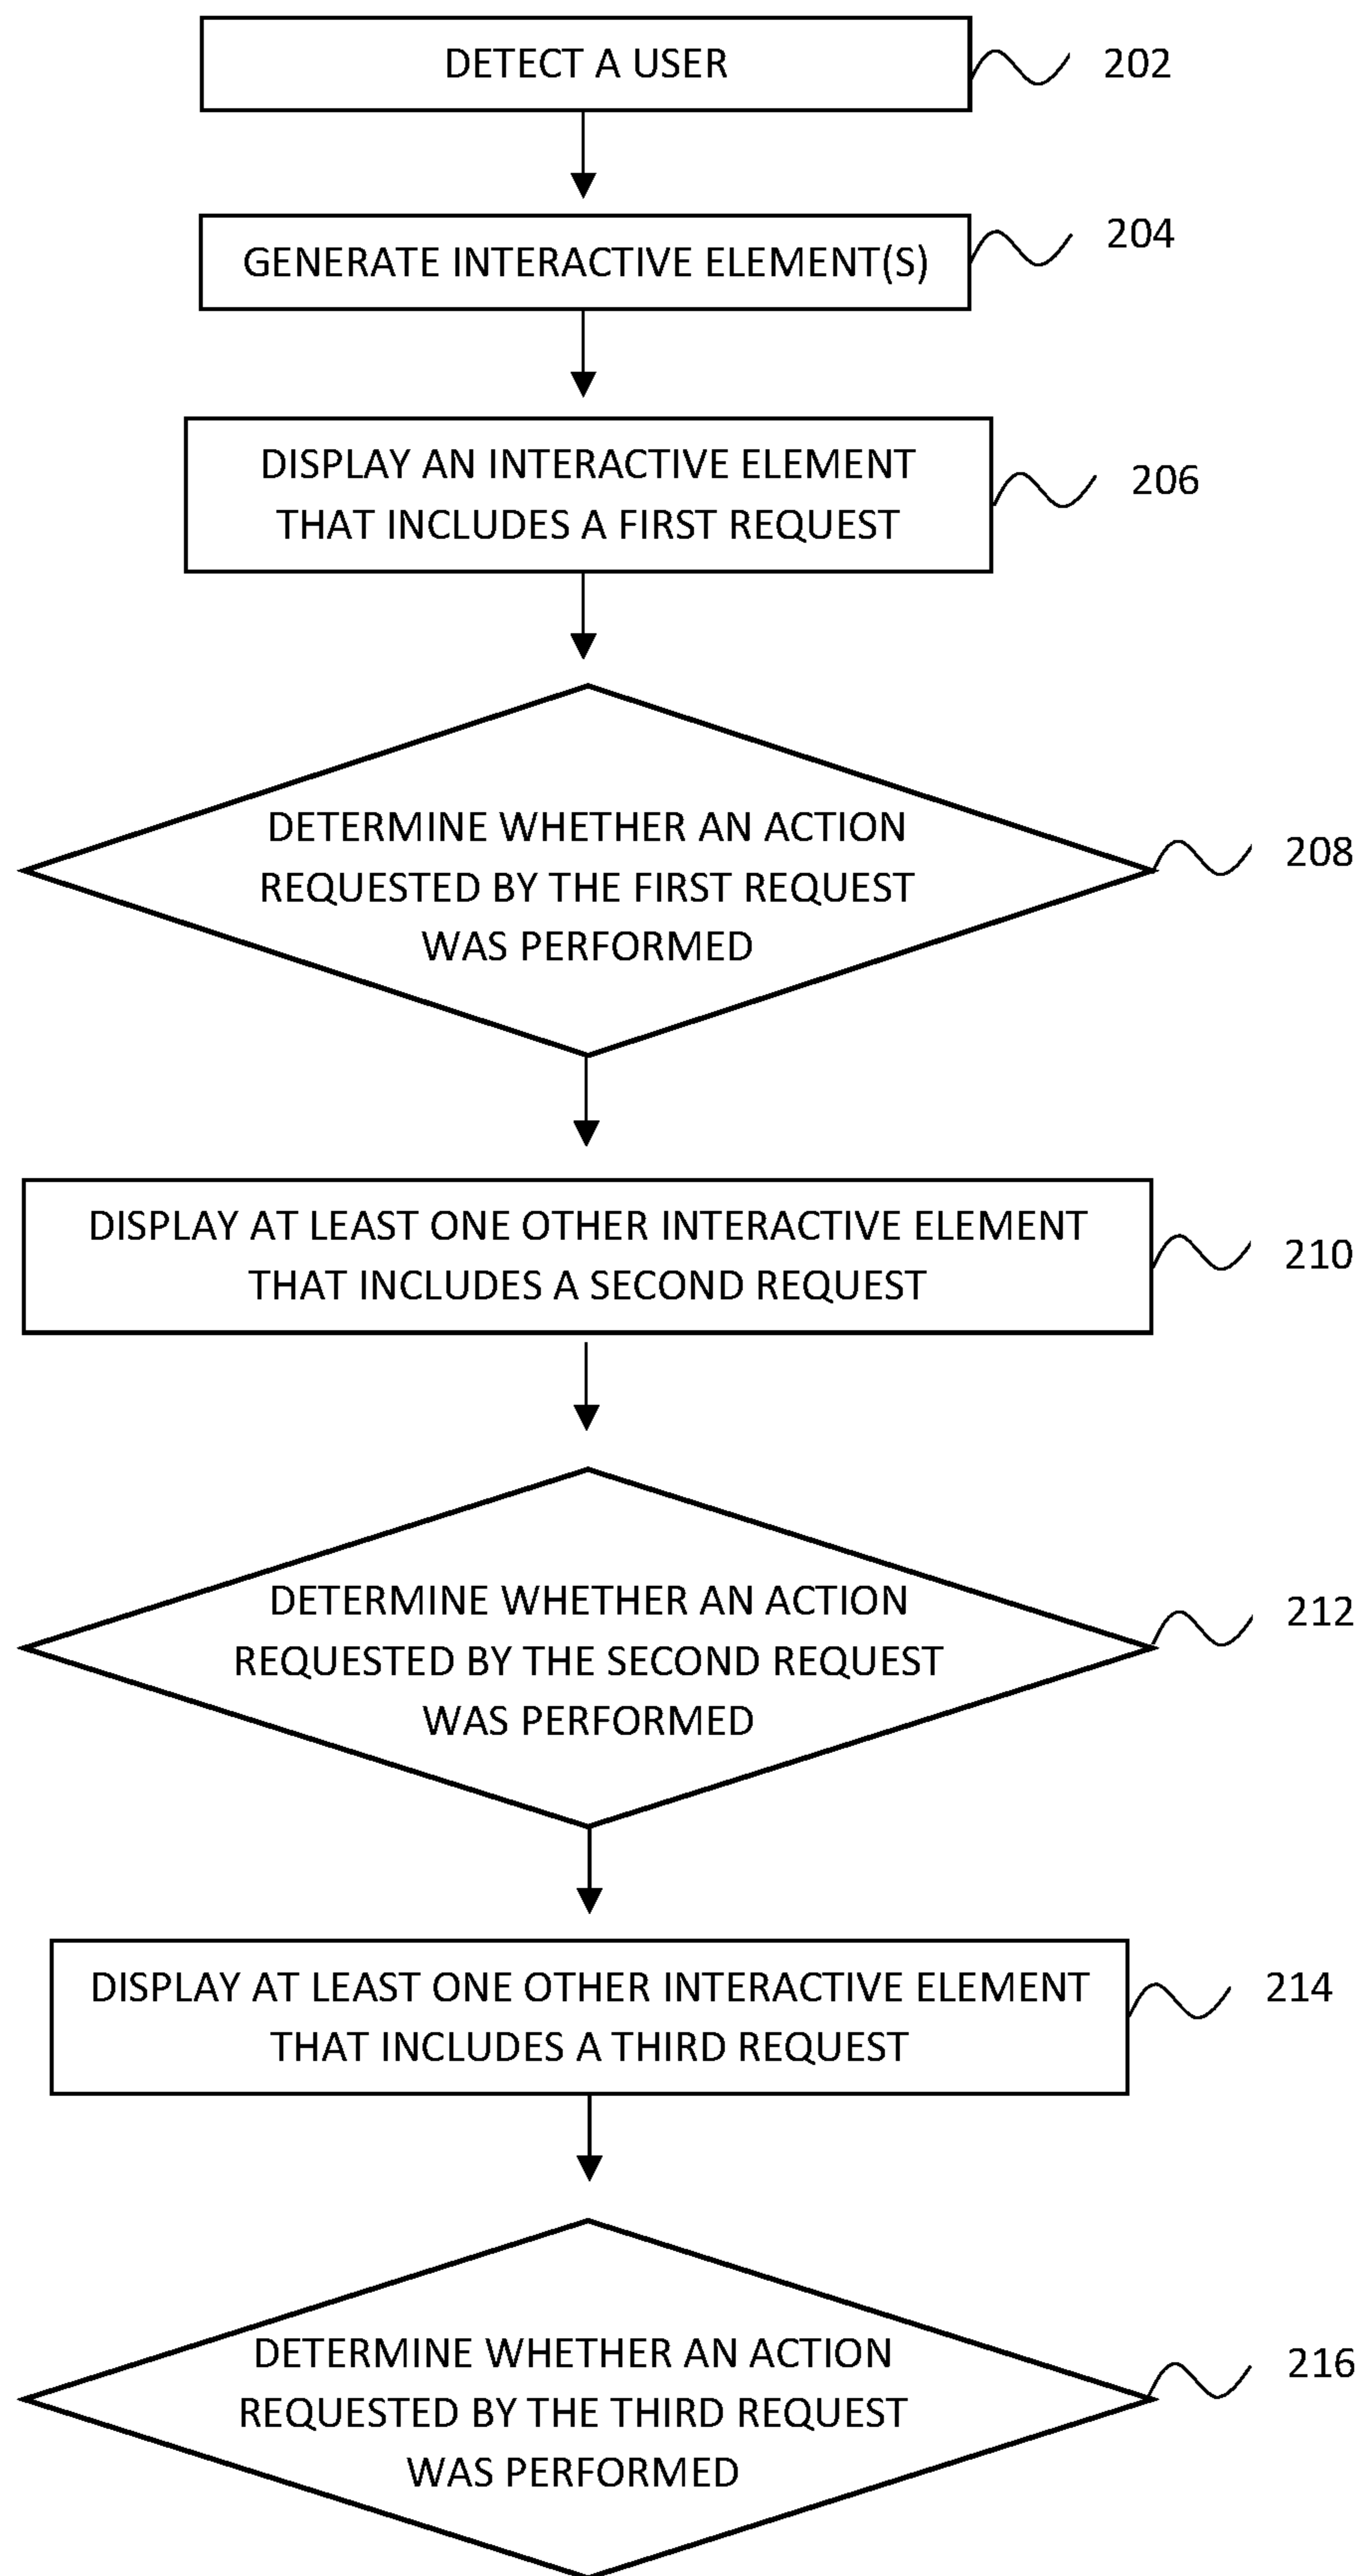 DETECT A USER
202
GENERATE INTERACTIVE ELEMENT(S)
204
DISPLAY AN INTERACTIVE ELEMENT
THAT INCLUDES A FIRST REQUEST
206
DETERMINE WHETHER AN ACTION
REQUESTED BY THE FIRST REQUEST
WAS PERFORMED
208
DISPLAY AT LEAST ONE OTHER INTERACTIVE ELEMENT
THAT INCLUDES A SECOND REQUEST
210
DETERMINE WHETHER AN ACTION
REQUESTED BY THE SECOND REQUEST
WAS PERFORMED
212
DISPLAY AT LEAST ONE OTHER INTERACTIVE ELEMENT
THAT INCLUDES A THIRD REQUEST
214
DETERMINE WHETHER AN ACTION
REQUESTED BY THE THIRD REQUEST
WAS PERFORMED
216